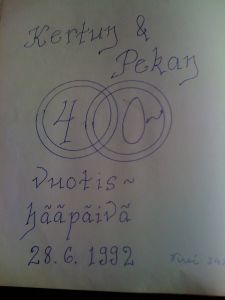 Kertun &
Pekan
40~
vuotis~
hääpäivä
28.6.1992